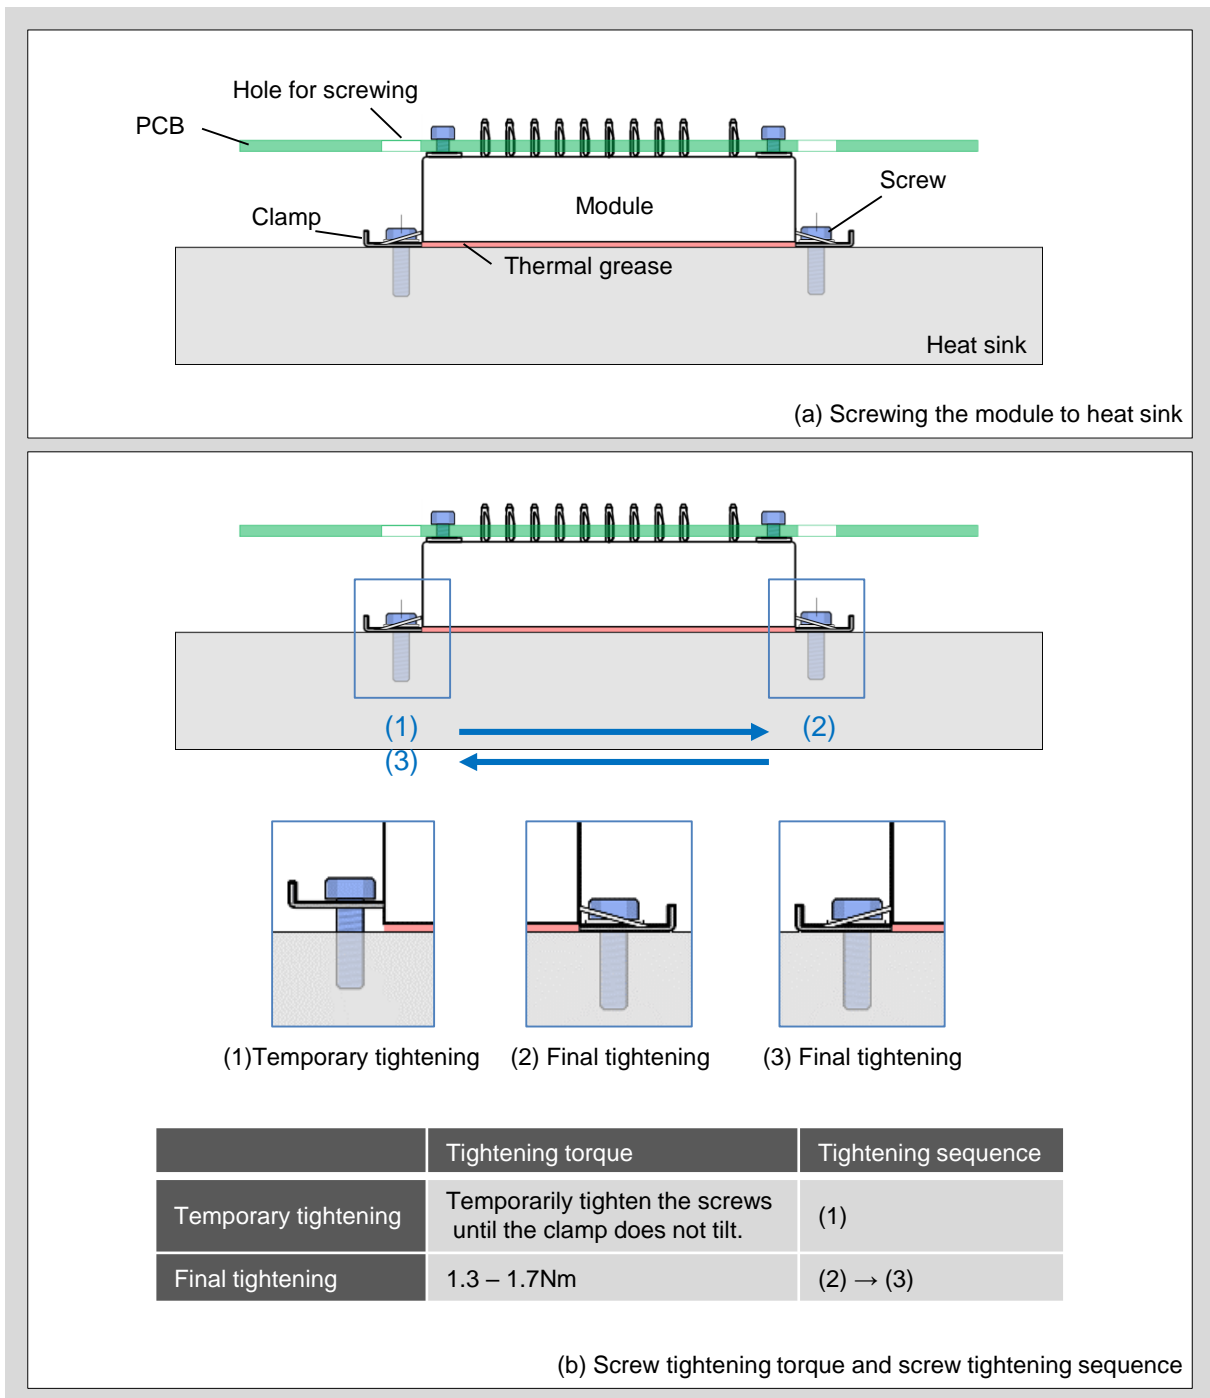 Hole for screwing
PCB
Screw
Module
Clamp
Thermal grease
Heat sink
(a) Screwing the module to heat sink
(1)
(2)
(3)
(1)Temporary tightening
(2) Final tightening
(3) Final tightening
Tightening torque
Tightening sequence
Temporary tightening
Temporarily tighten the screws
until the clamp does not tilt.
(1)
Final tightening
1.3 – 1.7Nm
(2) → (3)
(b) Screw tightening torque and screw tightening sequence